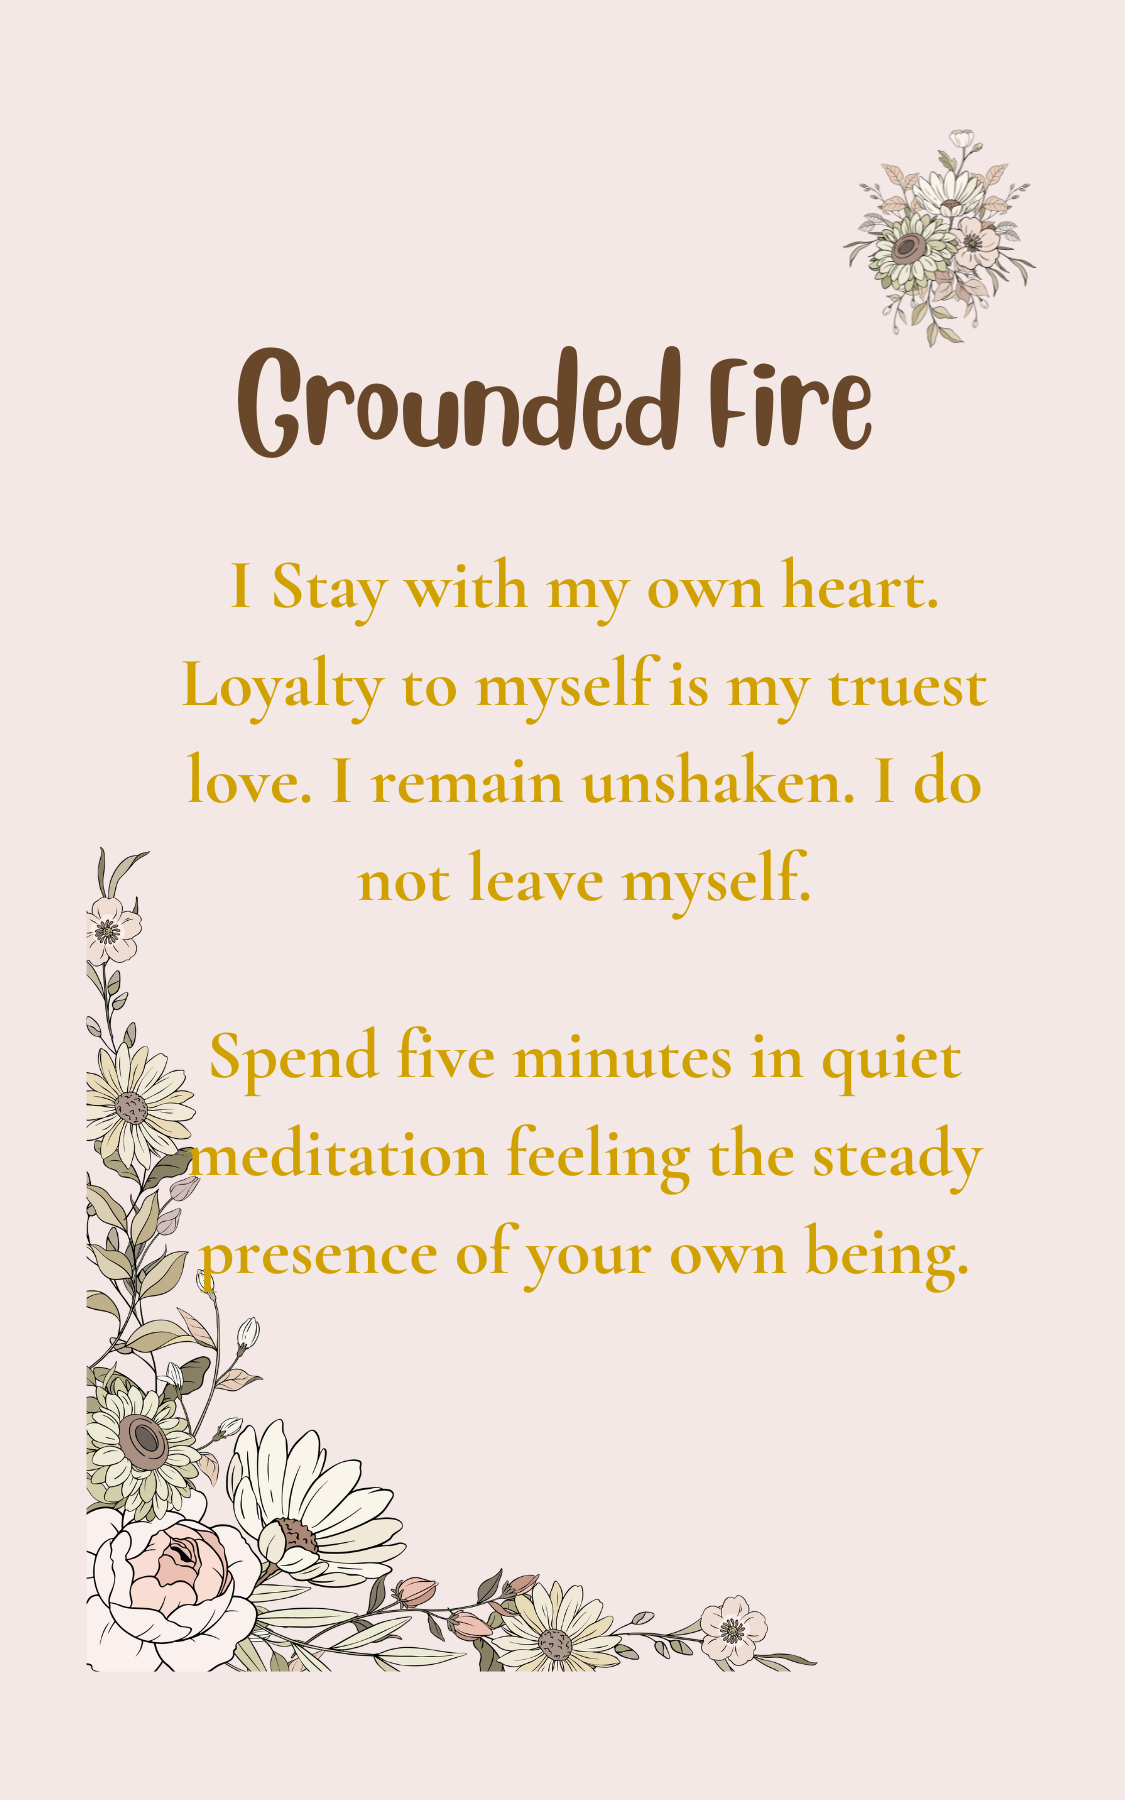 Grounded Fire
I Stay with my own heart.
Loyalty to myself is my truest
love. I remain unshaken. I do
not leave myself.
Spend five minutes in quiet
meditation feeling the steady
presence of your own being.